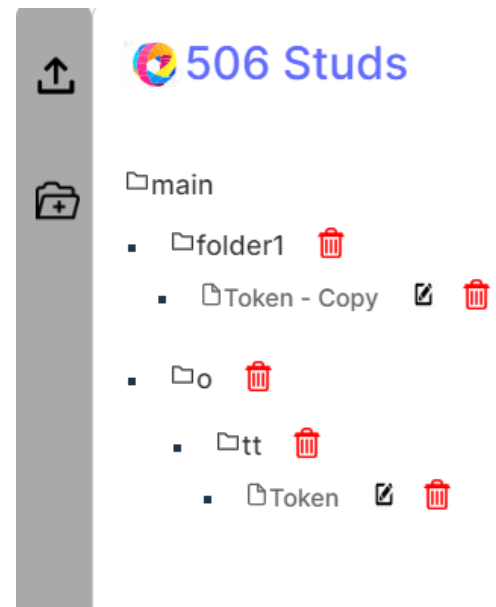 506 Studs
main
folder1
Token - Copy
o
tt
Token